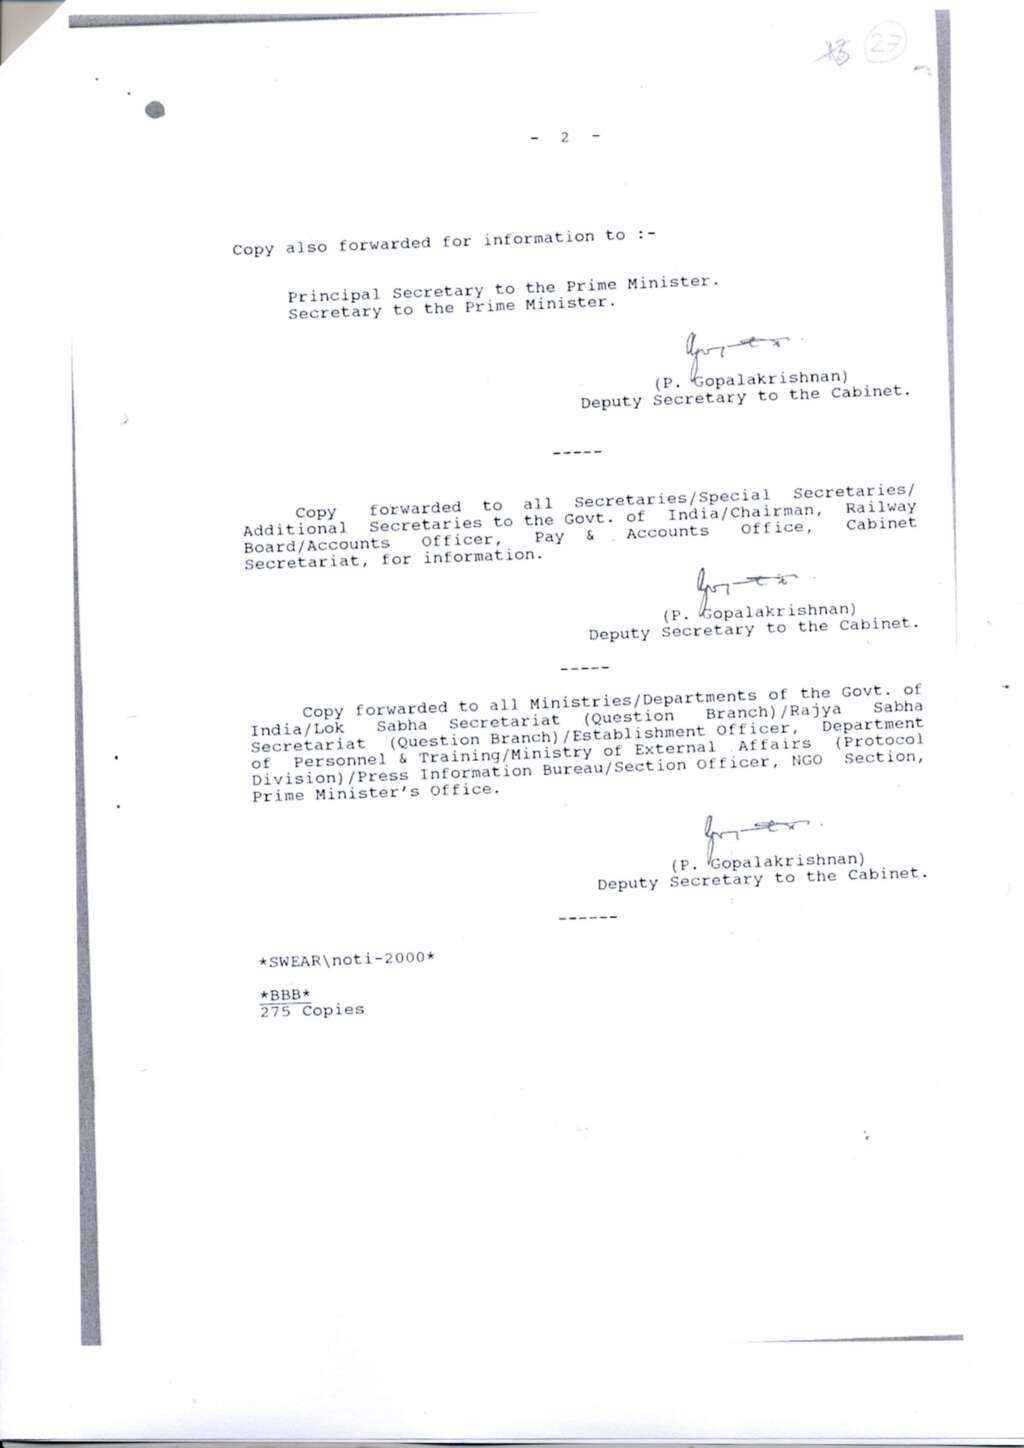 27
- 2 -
Copy also forwarded for information to :-
Principal Secretary to the Prime Minister.
Secretary to the Prime Minister.
(P. Gopalakrishnan)
Deputy Secretary to the Cabinet.
-----
Copy forwarded to all Secretaries/Special Secretaries/
Additional Secretaries to the Govt. of India/Chairman, Railway
Board/Accounts Officer, Pay & Accounts Office, Cabinet
Secretariat, for information.
(P. Gopalakrishnan)
Deputy Secretary to the Cabinet.
-----
Copy forwarded to all Ministries/Departments of the Govt. of
India/Lok Sabha Secretariat (Question Branch)/Rajya Sabha
Secretariat (Question Branch)/Establishment Officer, Department
of Personnel & Training/Ministry of External Affairs (Protocol
Division)/Press Information Bureau/Section Officer, NGO Section,
Prime Minister's Office.
(P. Gopalakrishnan)
Deputy Secretary to the Cabinet.
------
*SWEAR\noti-2000*
*BBB*
275 Copies